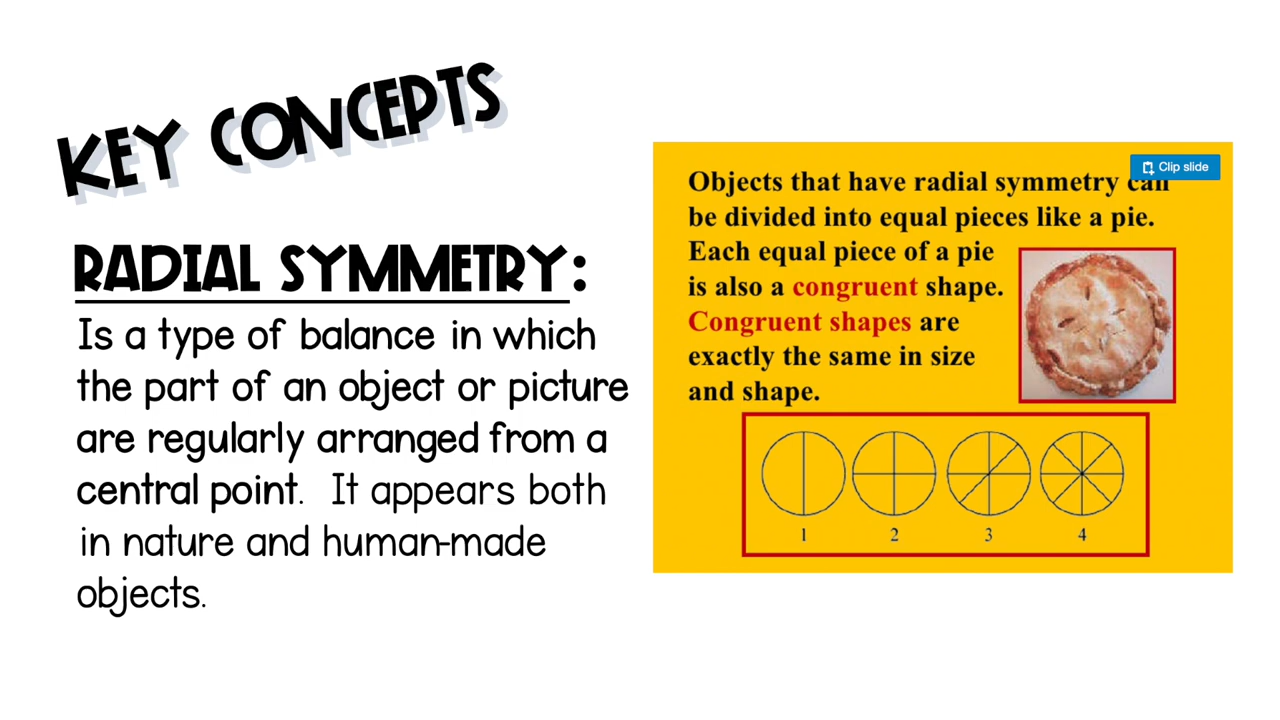 KEY CONCEPTS
RADIAL SYMMETRY:
Is a type of balance in which
the part of an object or picture
are regularly arranged from a
central point. It appears both
in nature and human-made
objects.
Clip slide
Objects that have radial symmetry can
be divided into equal pieces like a pie.
Each equal piece of a pie
is also a congruent shape.
Congruent shapes are
exactly the same in size
and shape.
1 2 3 4